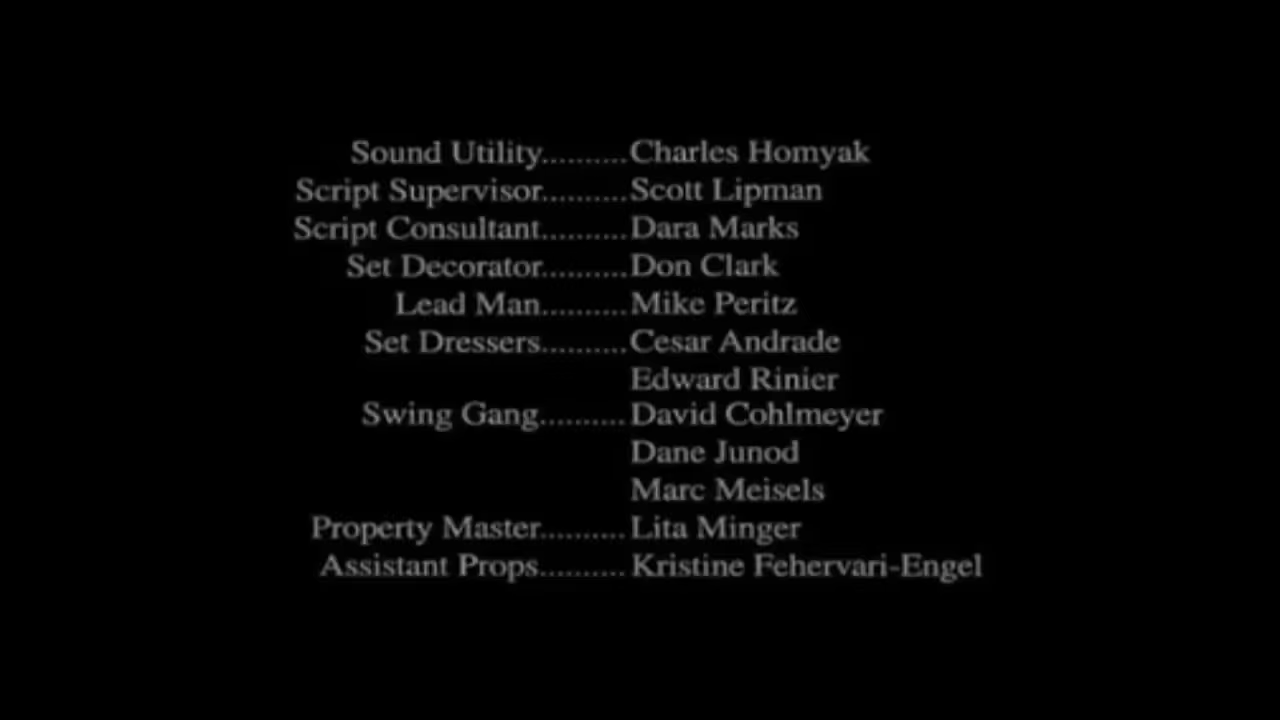 Sound Utility..........Charles Homyak
Script Supervisor..........Scott Lipman
Script Consultant..........Dara Marks
Set Decorator..........Don Clark
Lead Man..........Mike Peritz
Set Dressers..........Cesar Andrade
Edward Rinier
Swing Gang..........David Cohlmeyer
Dane Junod
Marc Meisels
Property Master..........Lita Minger
Assistant Props..........Kristine Fehervari-Engel